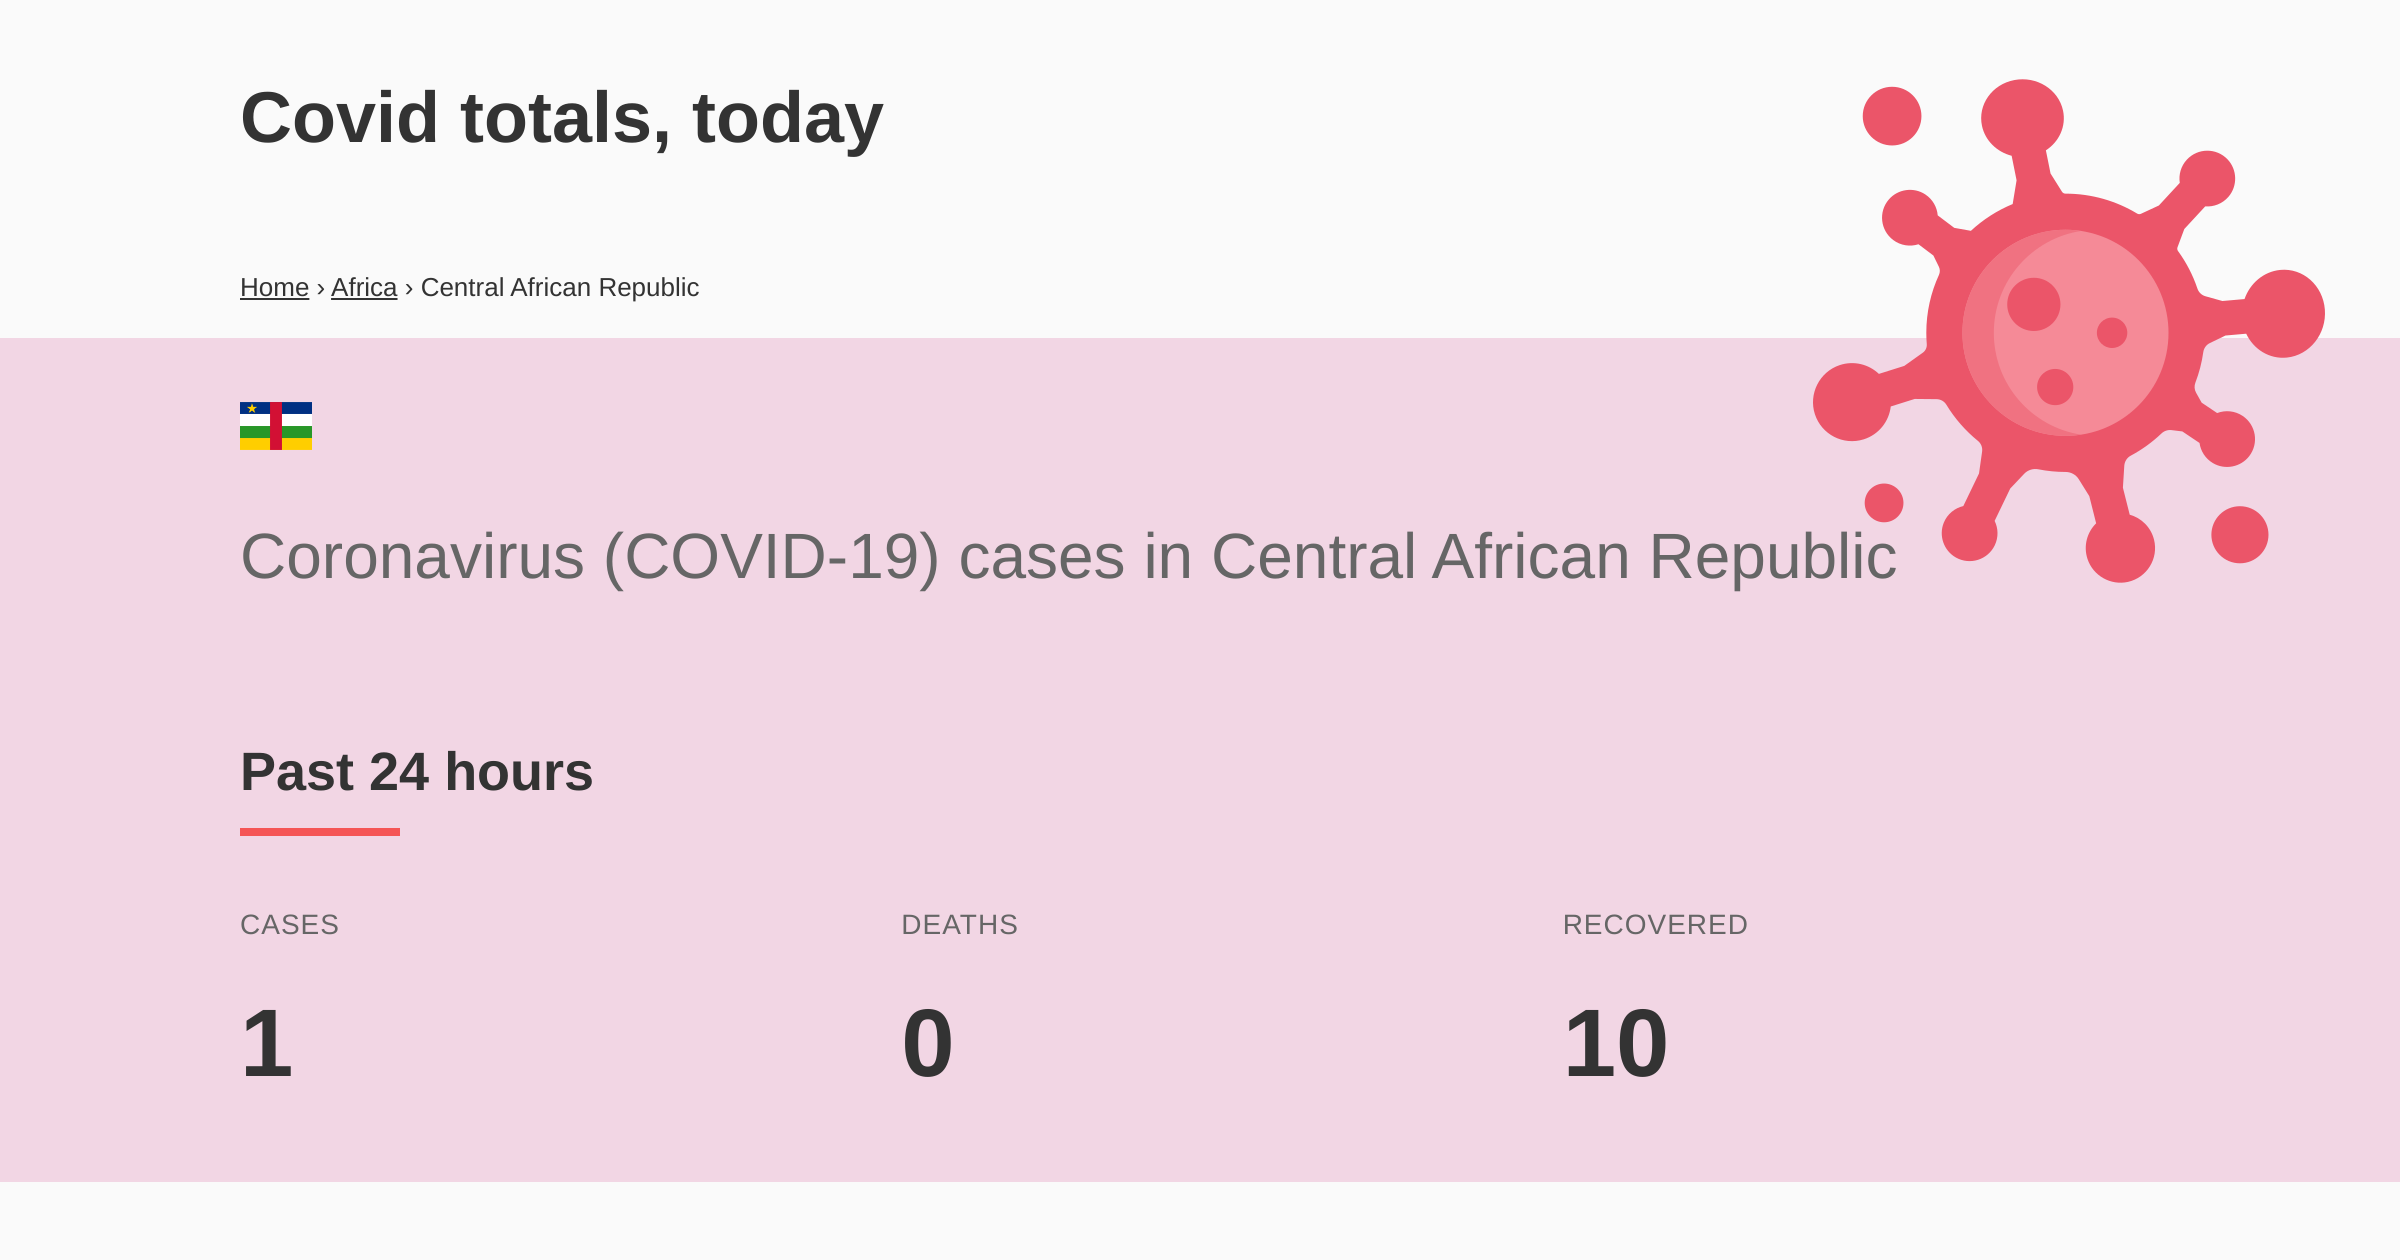 Covid totals, today
Home › Africa › Central African Republic
Coronavirus (COVID-19) cases in Central African Republic
Past 24 hours
CASES DEATHS RECOVERED
1 0 10